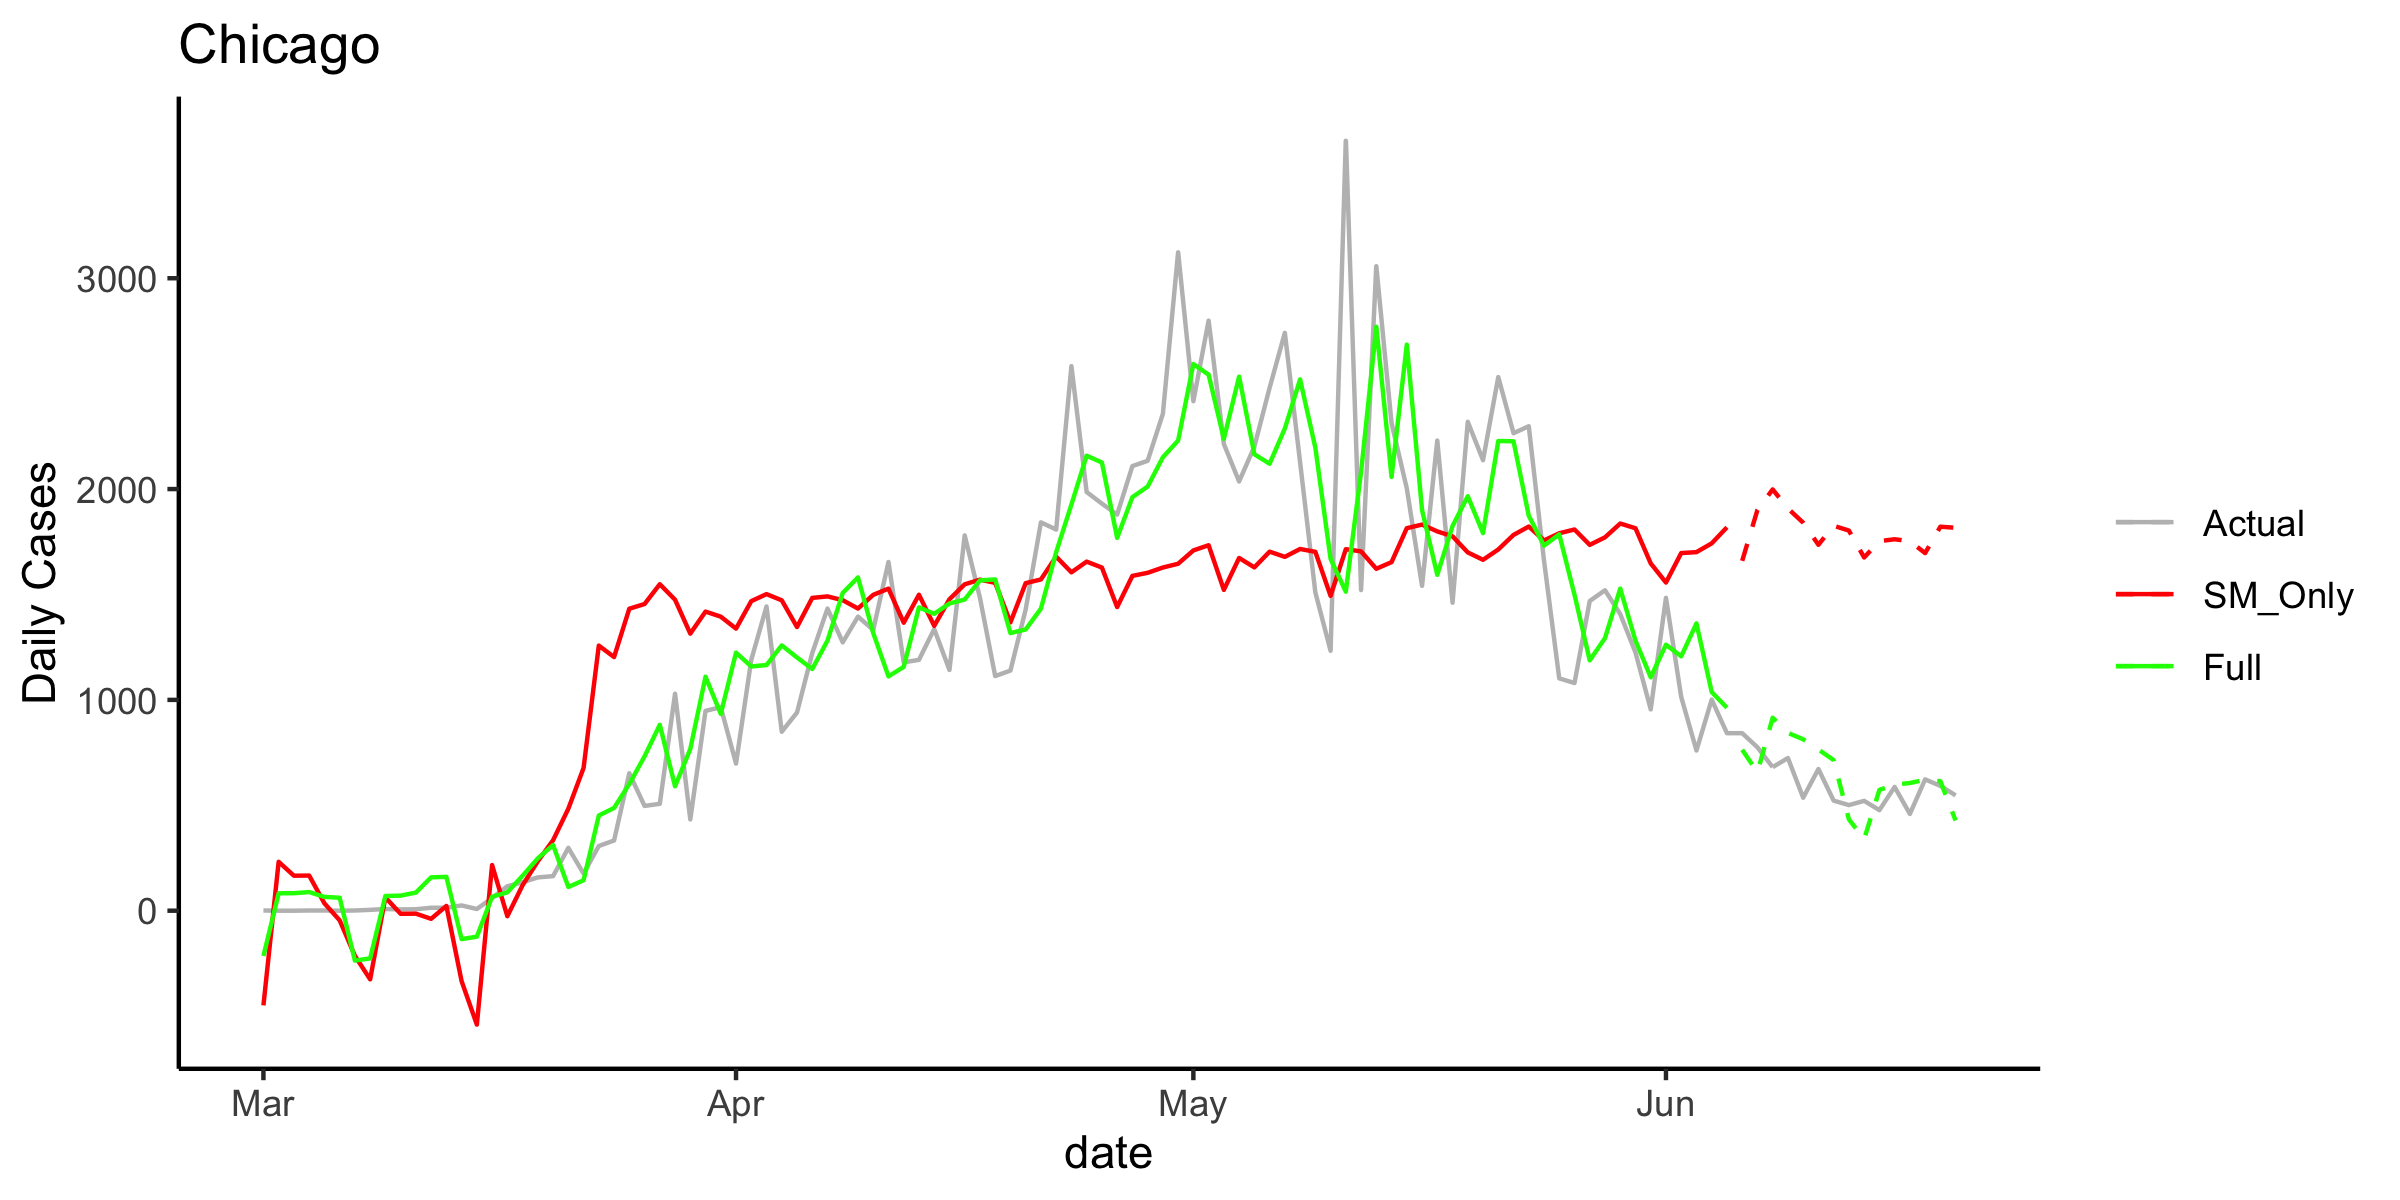 Chicago
3000
2000
1000
0
Daily Cases
Mar Apr May Jun
date
Actual
SM_Only
Full